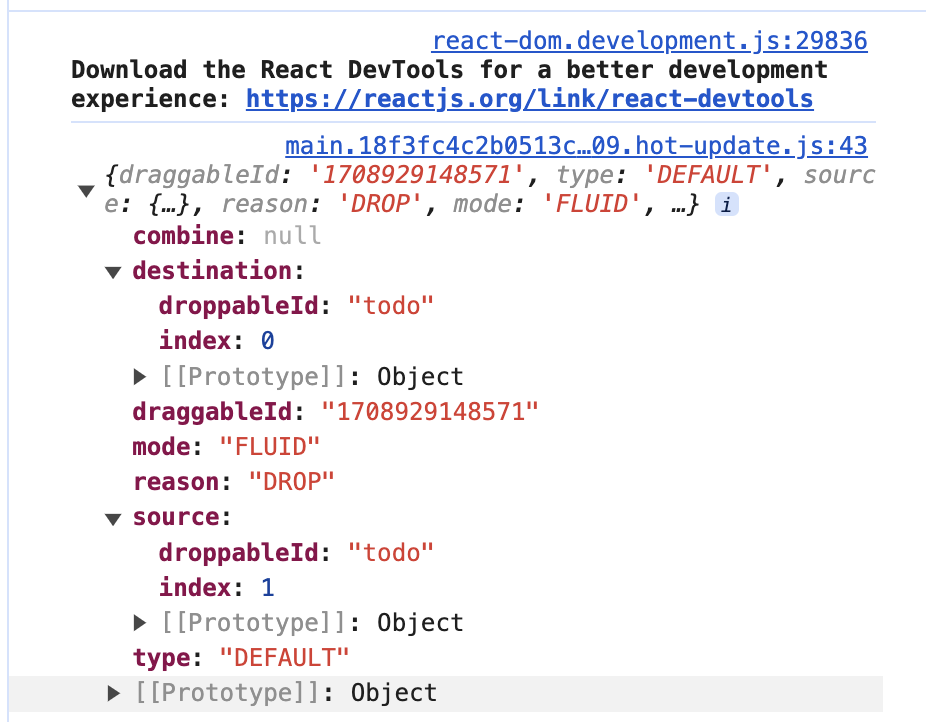 react-dom.development.js:29836
Download the React DevTools for a better development
experience: https://reactjs.org/link/react-devtools
main.18f3fc4c2b0513c…09.hot-update.js:43
{draggableId: '1708929148571', type: 'DEFAULT', sourc
e: {…}, reason: 'DROP', mode: 'FLUID', …} i
combine: null
destination:
droppableId: "todo"
index: 0
[[Prototype]]: Object
draggableId: "1708929148571"
mode: "FLUID"
reason: "DROP"
source:
droppableId: "todo"
index: 1
[[Prototype]]: Object
type: "DEFAULT"
[[Prototype]]: Object